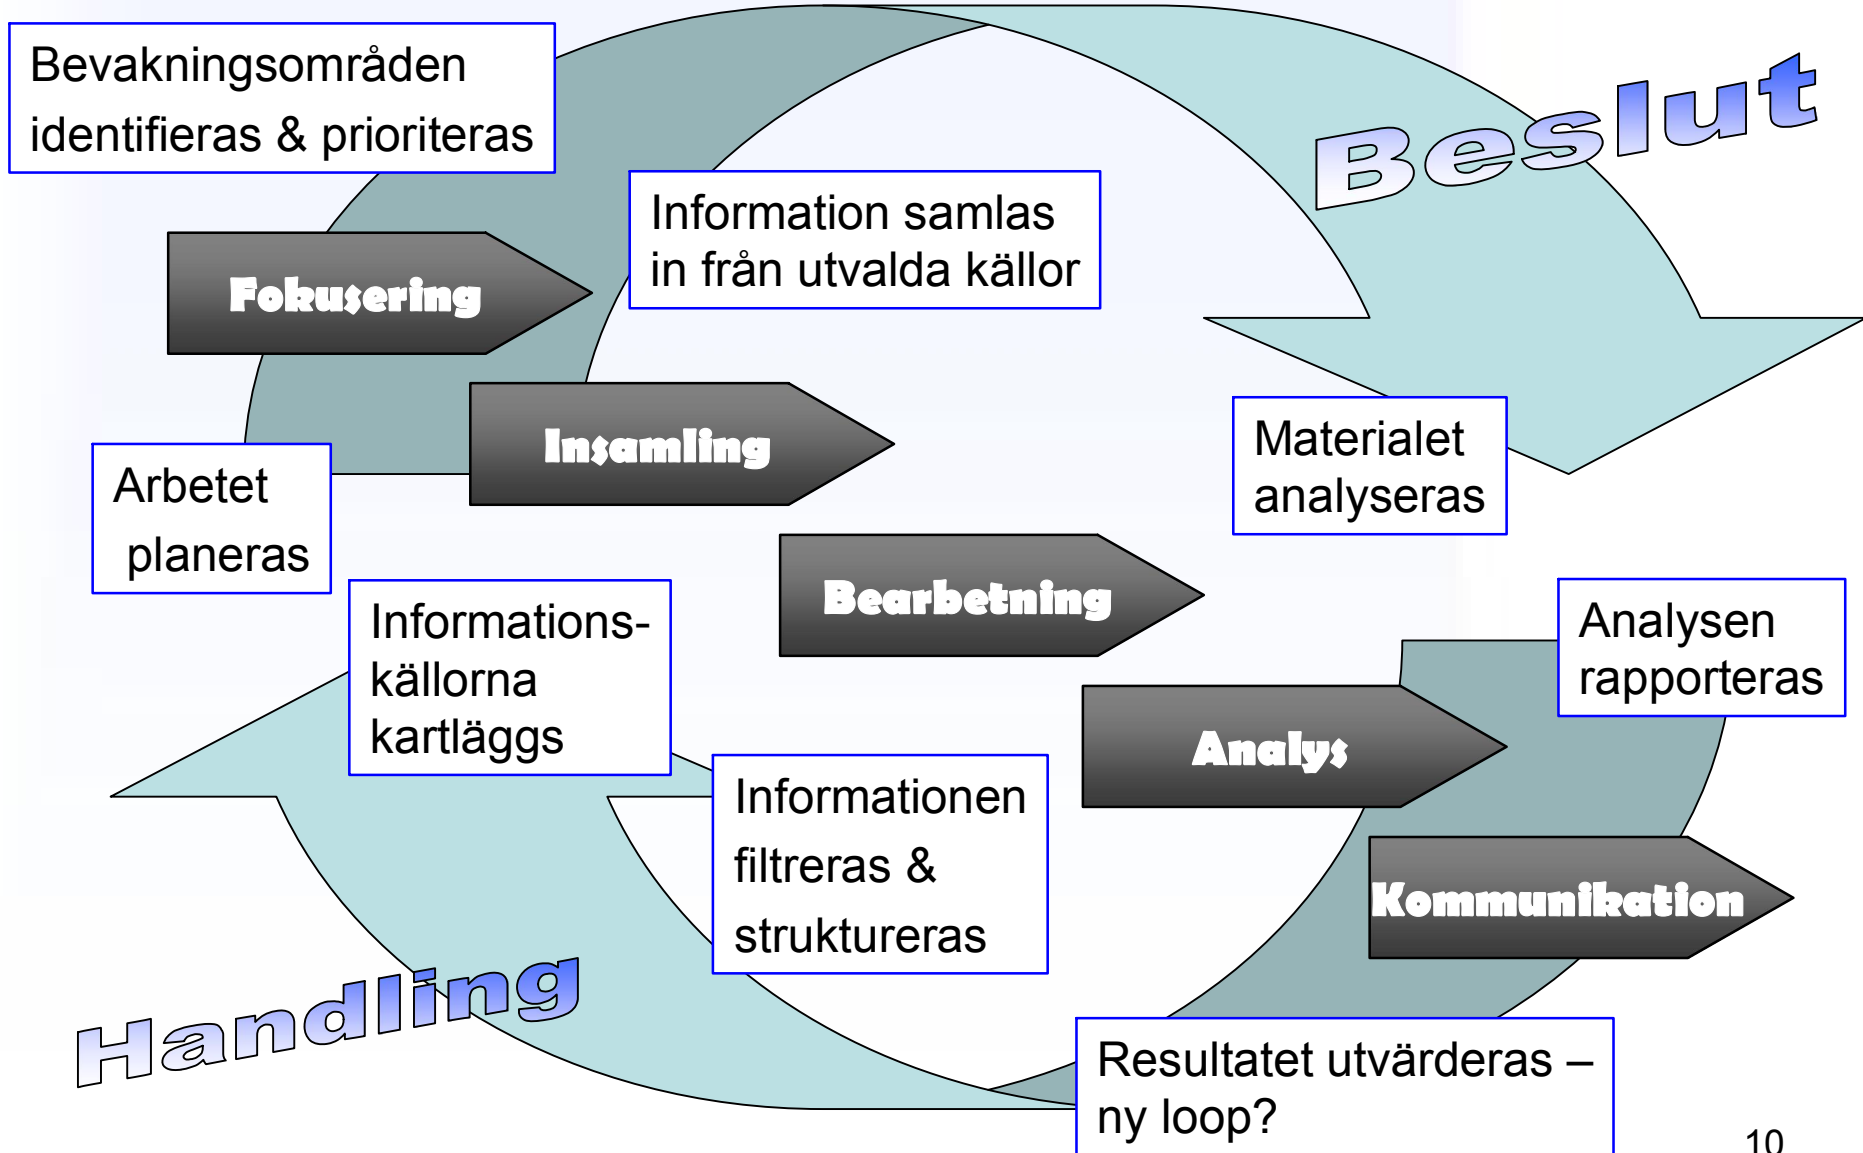 Bevakningsområden
identifieras & prioriteras
Beslut
Information samlas
in från utvalda källor
Fokusering
Insamling
Materialet
analyseras
Arbetet
planeras
Bearbetning
Informations-
källorna
kartläggs
Analysen
rapporteras
Analys
Informationen
filtreras &
struktureras
Kommunikation
Handling
Resultatet utvärderas –
ny loop?
10